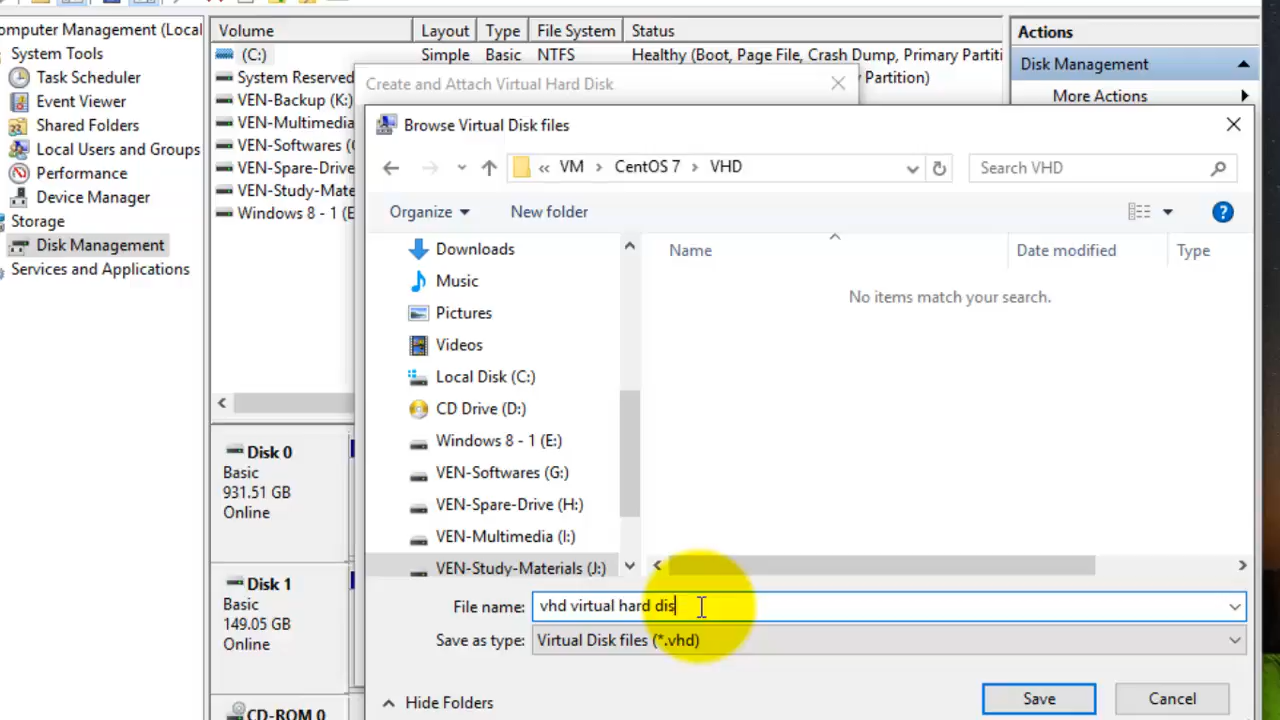 omputer Management (Local
System Tools
Task Scheduler
Event Viewer
Shared Folders
Local Users and Groups
Performance
Device Manager
Storage
Disk Management
Services and Applications
Volume Layout Type File System Status
(C:) Simple Basic NTFS Healthy (Boot, Page File, Crash Dump, Primary Partiti
System Reserved Partition)
VEN-Backup (K:)
VEN-Multimedia
VEN-Softwares (
VEN-Spare-Drive
VEN-Study-Mate
Windows 8 - 1 (E
Actions
Disk Management
More Actions
Create and Attach Virtual Hard Disk
Browse Virtual Disk files
« VM > CentOS 7 > VHD
Search VHD
Organize
New folder
Downloads
Music
Pictures
Videos
Local Disk (C:)
CD Drive (D:)
Windows 8 - 1 (E:)
VEN-Softwares (G:)
VEN-Spare-Drive (H:)
VEN-Multimedia (I:)
VEN-Study-Materials (J:)
Name Date modified Type
No items match your search.
File name: vhd virtual hard dis
Save as type: Virtual Disk files (*.vhd)
Hide Folders
Save Cancel
Disk 0
Basic
931.51 GB
Online
Disk 1
Basic
149.05 GB
Online
CD-ROM 0